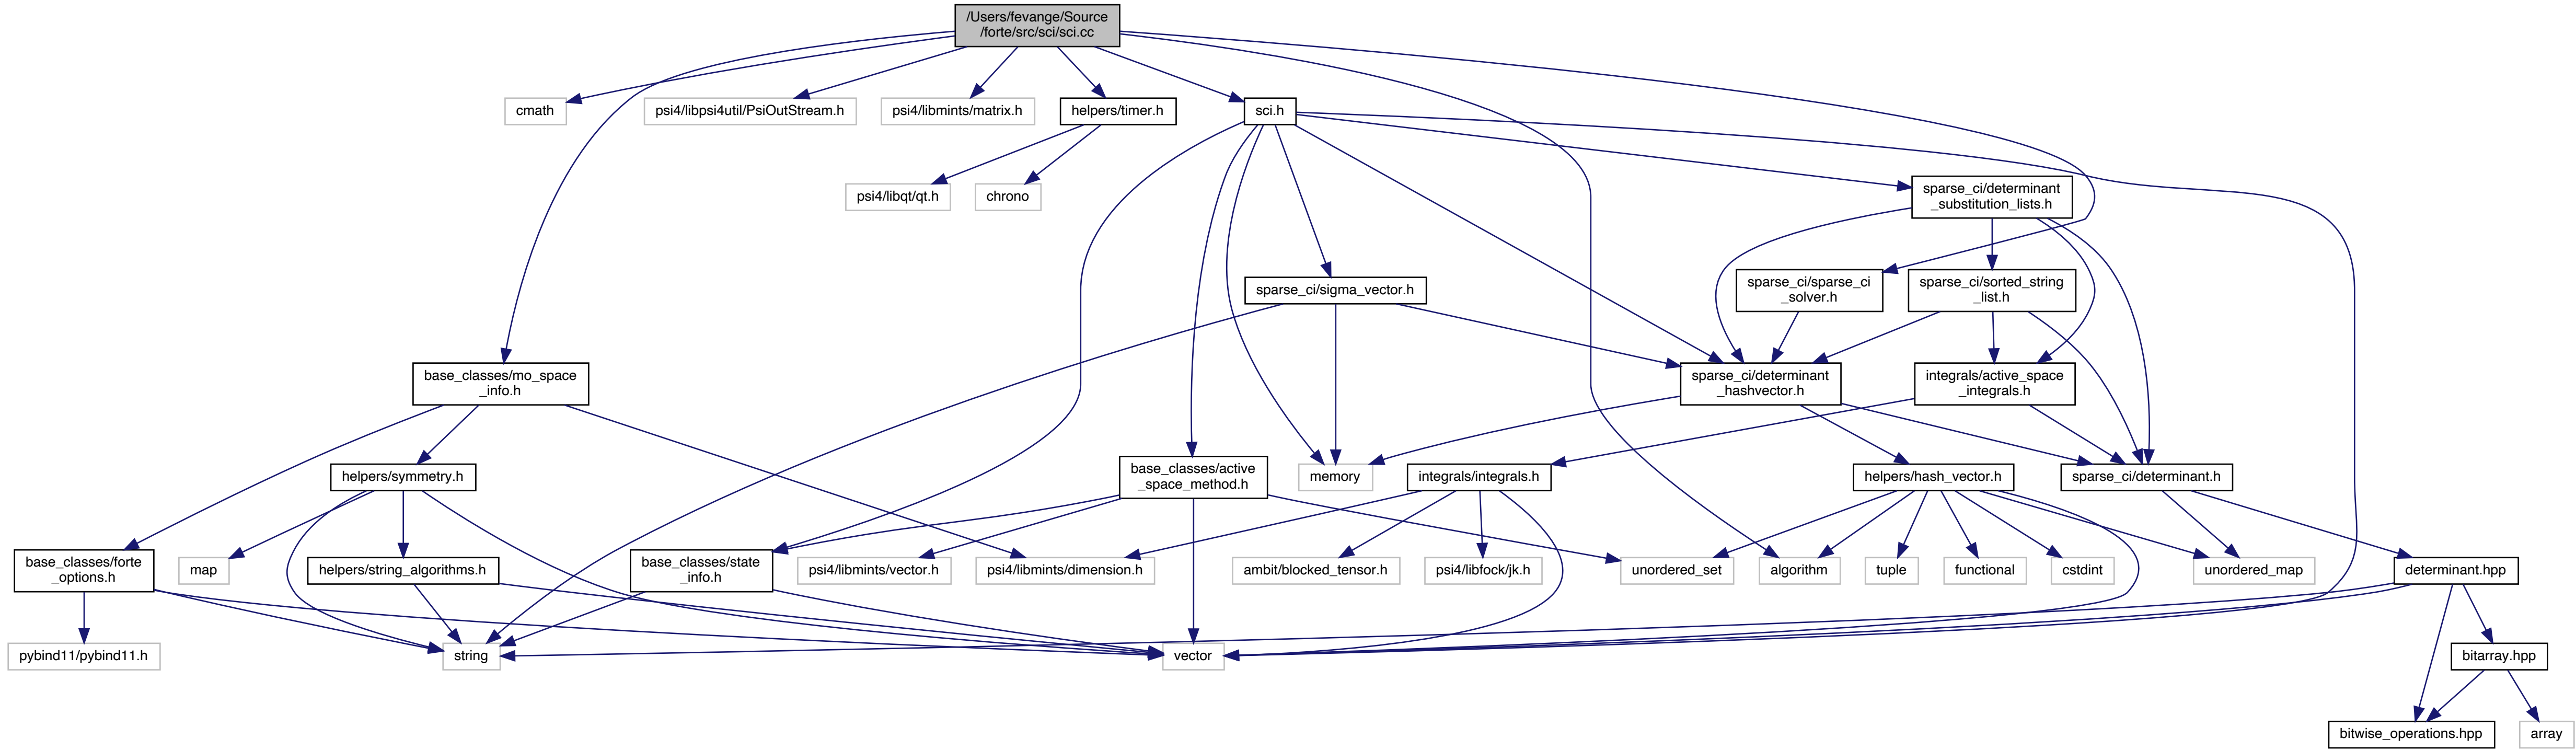 /Users/fevange/Source
/forte/src/sci/sci.cc
cmath
psi4/libpsi4util/PsiOutStream.h
psi4/libmints/matrix.h
helpers/timer.h
sci.h
psi4/libqt/qt.h
chrono
sparse_ci/determinant
_substitution_lists.h
sparse_ci/sigma_vector.h
sparse_ci/sparse_ci
_solver.h
sparse_ci/sorted_string
_list.h
base_classes/mo_space
_info.h
sparse_ci/determinant
_hashvector.h
integrals/active_space
_integrals.h
helpers/symmetry.h
base_classes/active
_space_method.h
memory
integrals/integrals.h
helpers/hash_vector.h
sparse_ci/determinant.h
base_classes/forte
_options.h
map
helpers/string_algorithms.h
base_classes/state
_info.h
psi4/libmints/vector.h
psi4/libmints/dimension.h
ambit/blocked_tensor.h
psi4/libfock/jk.h
unordered_set
algorithm
tuple
functional
cstdint
unordered_map
determinant.hpp
pybind11/pybind11.h
string
vector
bitarray.hpp
bitwise_operations.hpp
array